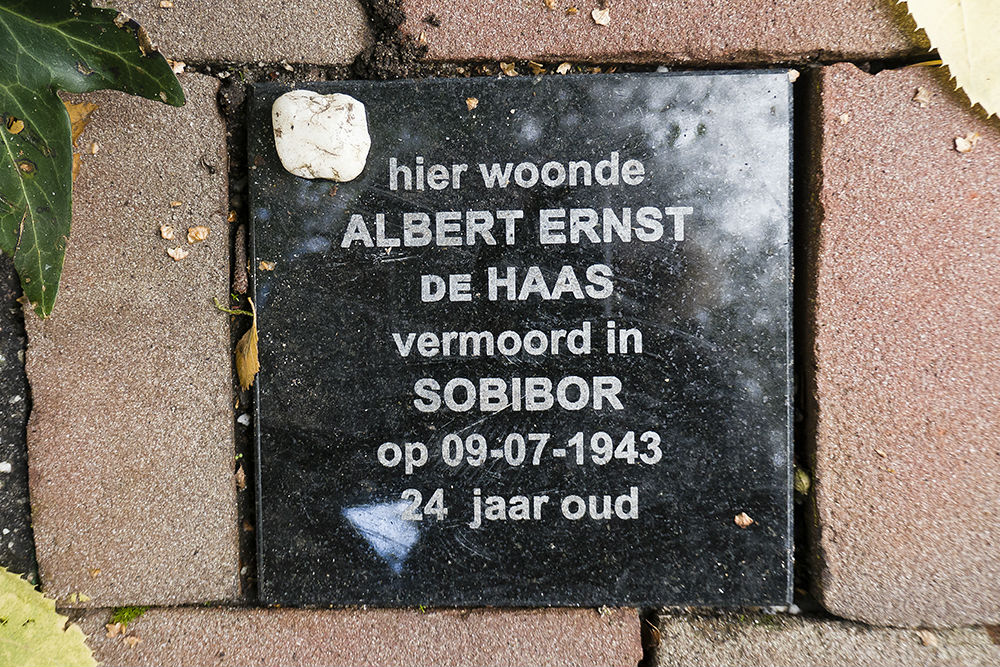 hier woonde
ALBERT ERNST
DE HAAS
vermoord in
SOBIBOR
op 09-07-1943
24 jaar oud